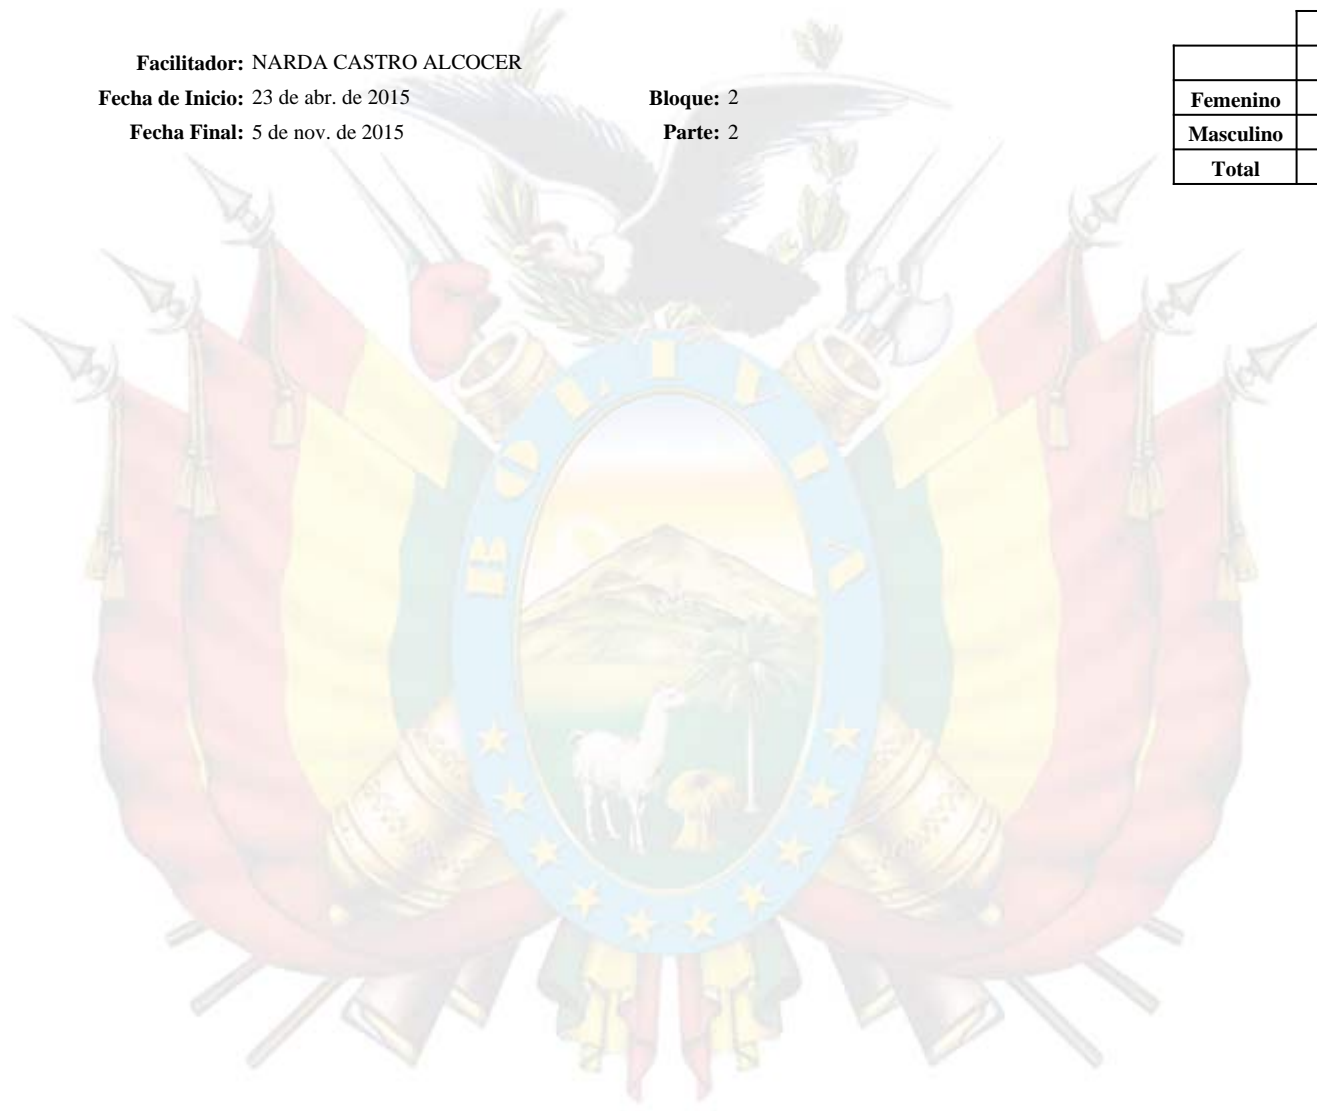 Facilitador: NARDA CASTRO ALCOCER
Fecha de Inicio: 23 de abr. de 2015 Bloque: 2
Fecha Final: 5 de nov. de 2015 Parte: 2
Femenino
Masculino
Total
BOLIVIA